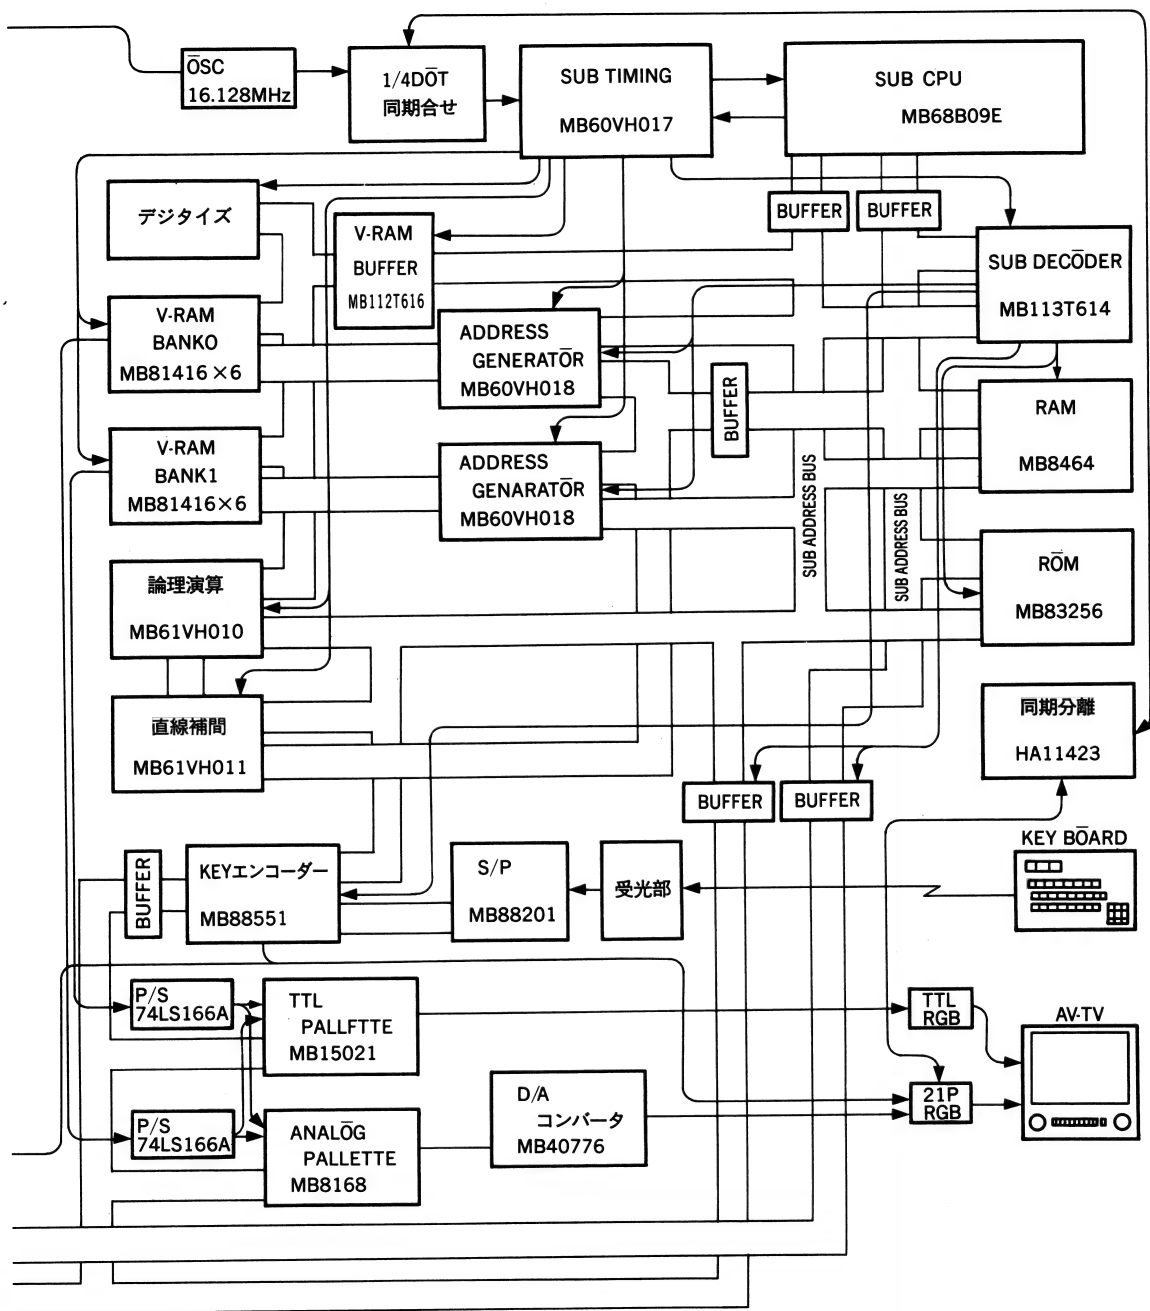 ŌSC
16.128MHz
1/4DŌT
同期合せ
SUB TIMING
MB60VH017
SUB CPU
MB68B09E
デジタイズ
V-RAM
BUFFER
MB112T616
BUFFER
BUFFER
SUB DECŌDER
MB113T614
V-RAM
BANK0
MB81416×6
ADDRESS
GENERATŌR
MB60VH018
BUFFER
RAM
MB8464
V-RAM
BANK1
MB81416×6
ADDRESS
GENARATŌR
MB60VH018
SUB ADDRESS BUS
SUB ADDRESS BUS
RŌM
MB83256
論理演算
MB61VH010
直線補間
MB61VH011
同期分離
HA11423
BUFFER
BUFFER
KEY BŌARD
BUFFER
KEYエンコーダー
MB88551
S/P
MB88201
受光部
P/S
74LS166A
TTL
PALLFTTE
MB15021
TTL
RGB
AV-TV
P/S
74LS166A
ANALŌG
PALLETTE
MB8168
D/A
コンバータ
MB40776
21P
RGB